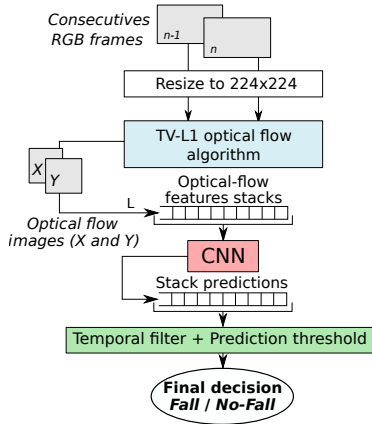 Consecutives
RGB frames
n-1
n
Resize to 224x224
TV-L1 optical flow
algorithm
X
Y
Optical-flow
features stacks
L
Optical flow
images (X and Y)
CNN
Stack predictions
Temporal filter + Prediction threshold
Final decision
Fall / No-Fall